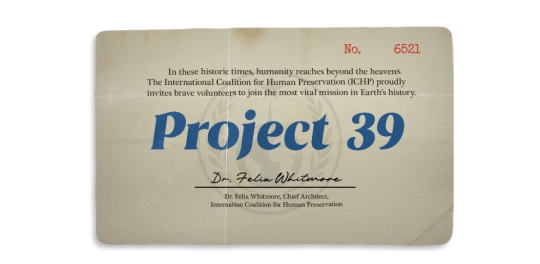 No. 6521
In these historic times, humanity reaches beyond the heavens.
The International Coalition for Human Preservation (ICHP) proudly
invites brave volunteers to join the most vital mission in Earth's history.
Project 39
Dr. Felix Whitmore
Dr. Felix Whitmore, Chief Architect,
Internation Coalition for Human Preservation